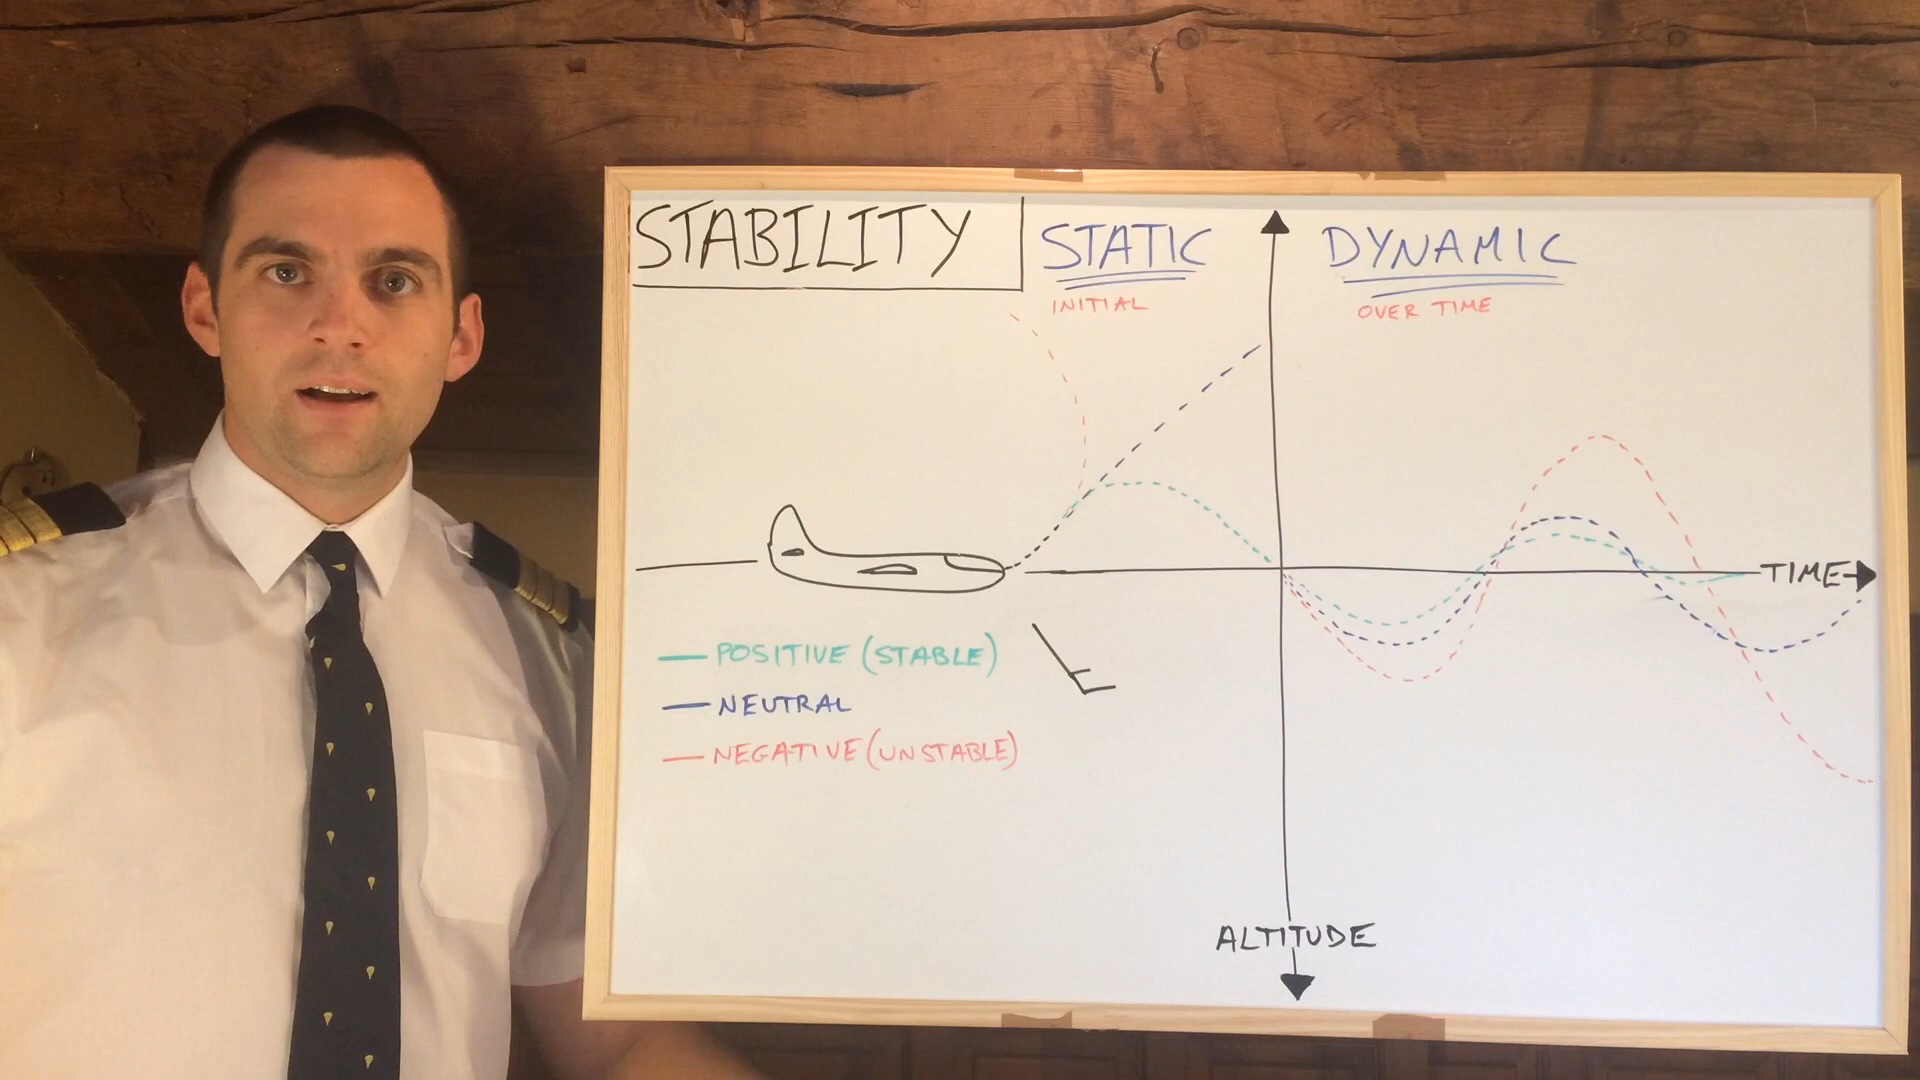 STABILITY
STATIC
INITIAL
DYNAMIC
OVER TIME
TIME
POSITIVE (STABLE)
NEUTRAL
NEGATIVE (UNSTABLE)
ALTITUDE